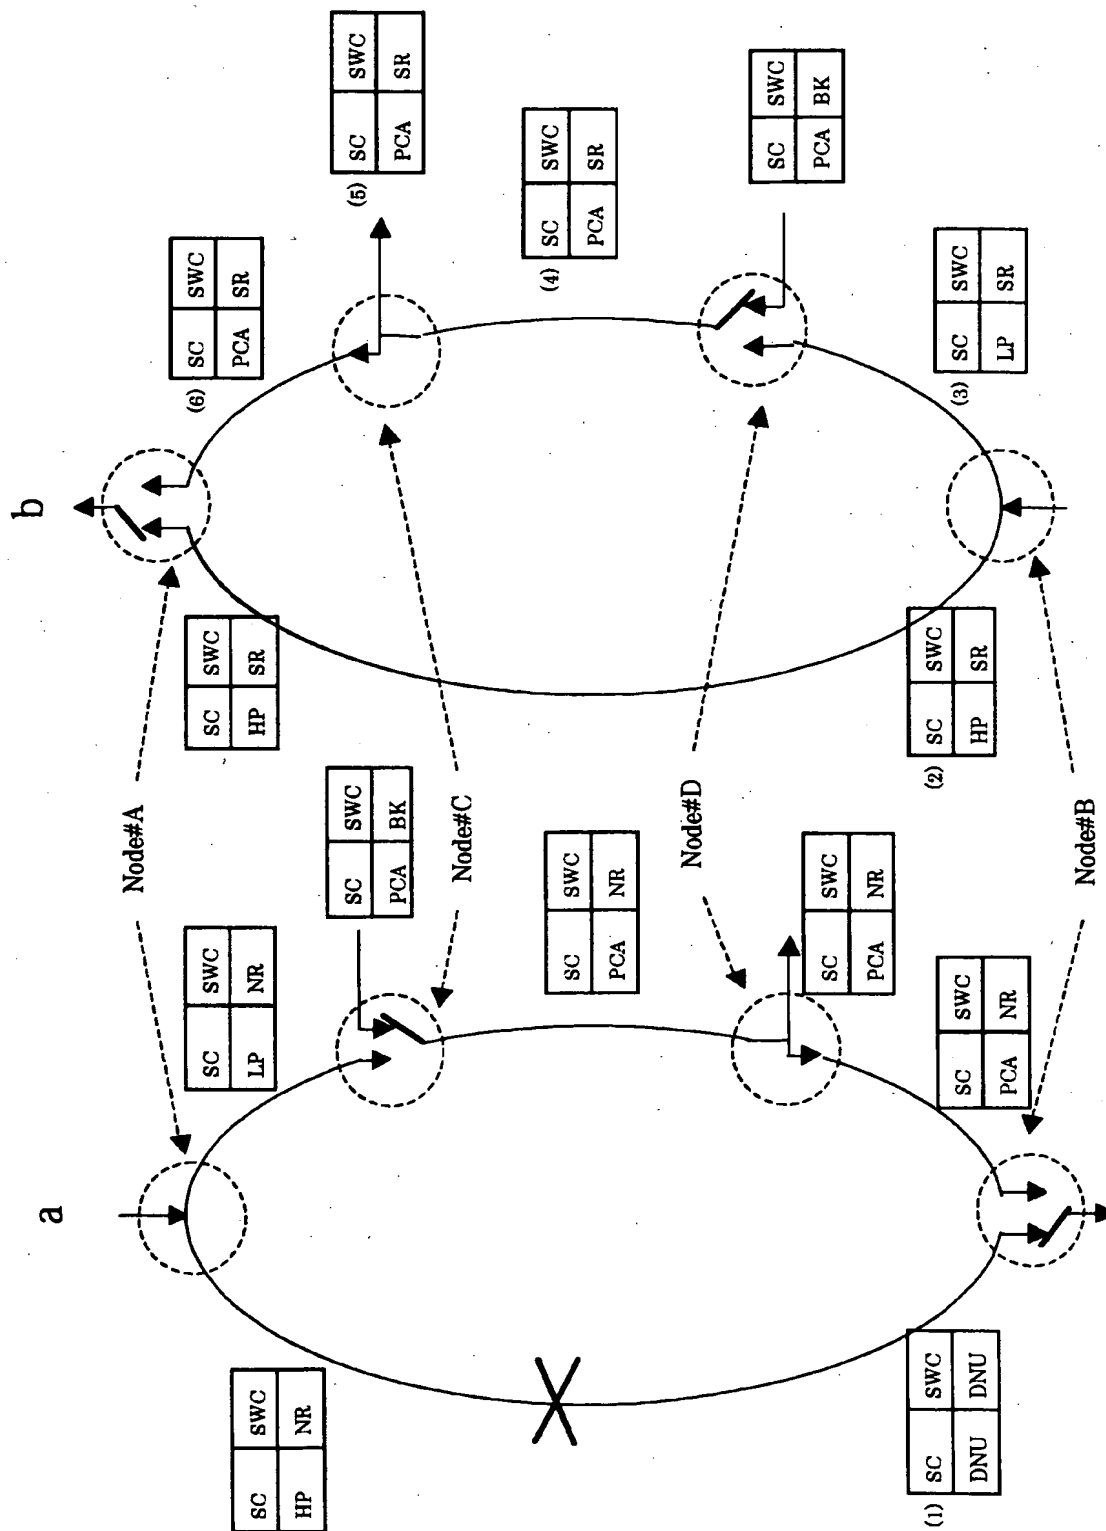 a
b
SC SWC
HP NR
SC SWC
LP NR
Node#A
SC SWC
HP SR
(6)
SC SWC
PCA SR
(5)
SC SWC
PCA SR
SC SWC
PCA BK
Node#C
SC SWC
PCA NR
(4)
SC SWC
PCA SR
Node#D
SC SWC
PCA NR
SC SWC
PCA BK
(1)
SC SWC
DNU DNU
SC SWC
PCA NR
Node#B
(2)
SC SWC
HP SR
(3)
SC SWC
LP SR